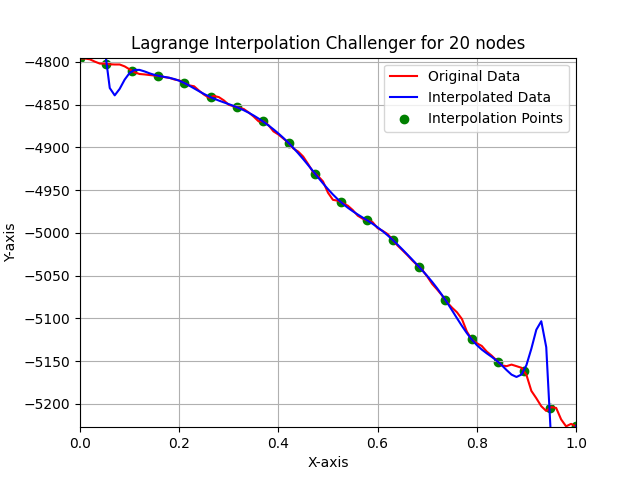 Lagrange Interpolation Challenger for 20 nodes
Original Data
Interpolated Data
Interpolation Points
Y-axis
−4800
−4850
−4900
−4950
−5000
−5050
−5100
−5150
−5200
0.0 0.2 0.4 0.6 0.8 1.0
X-axis